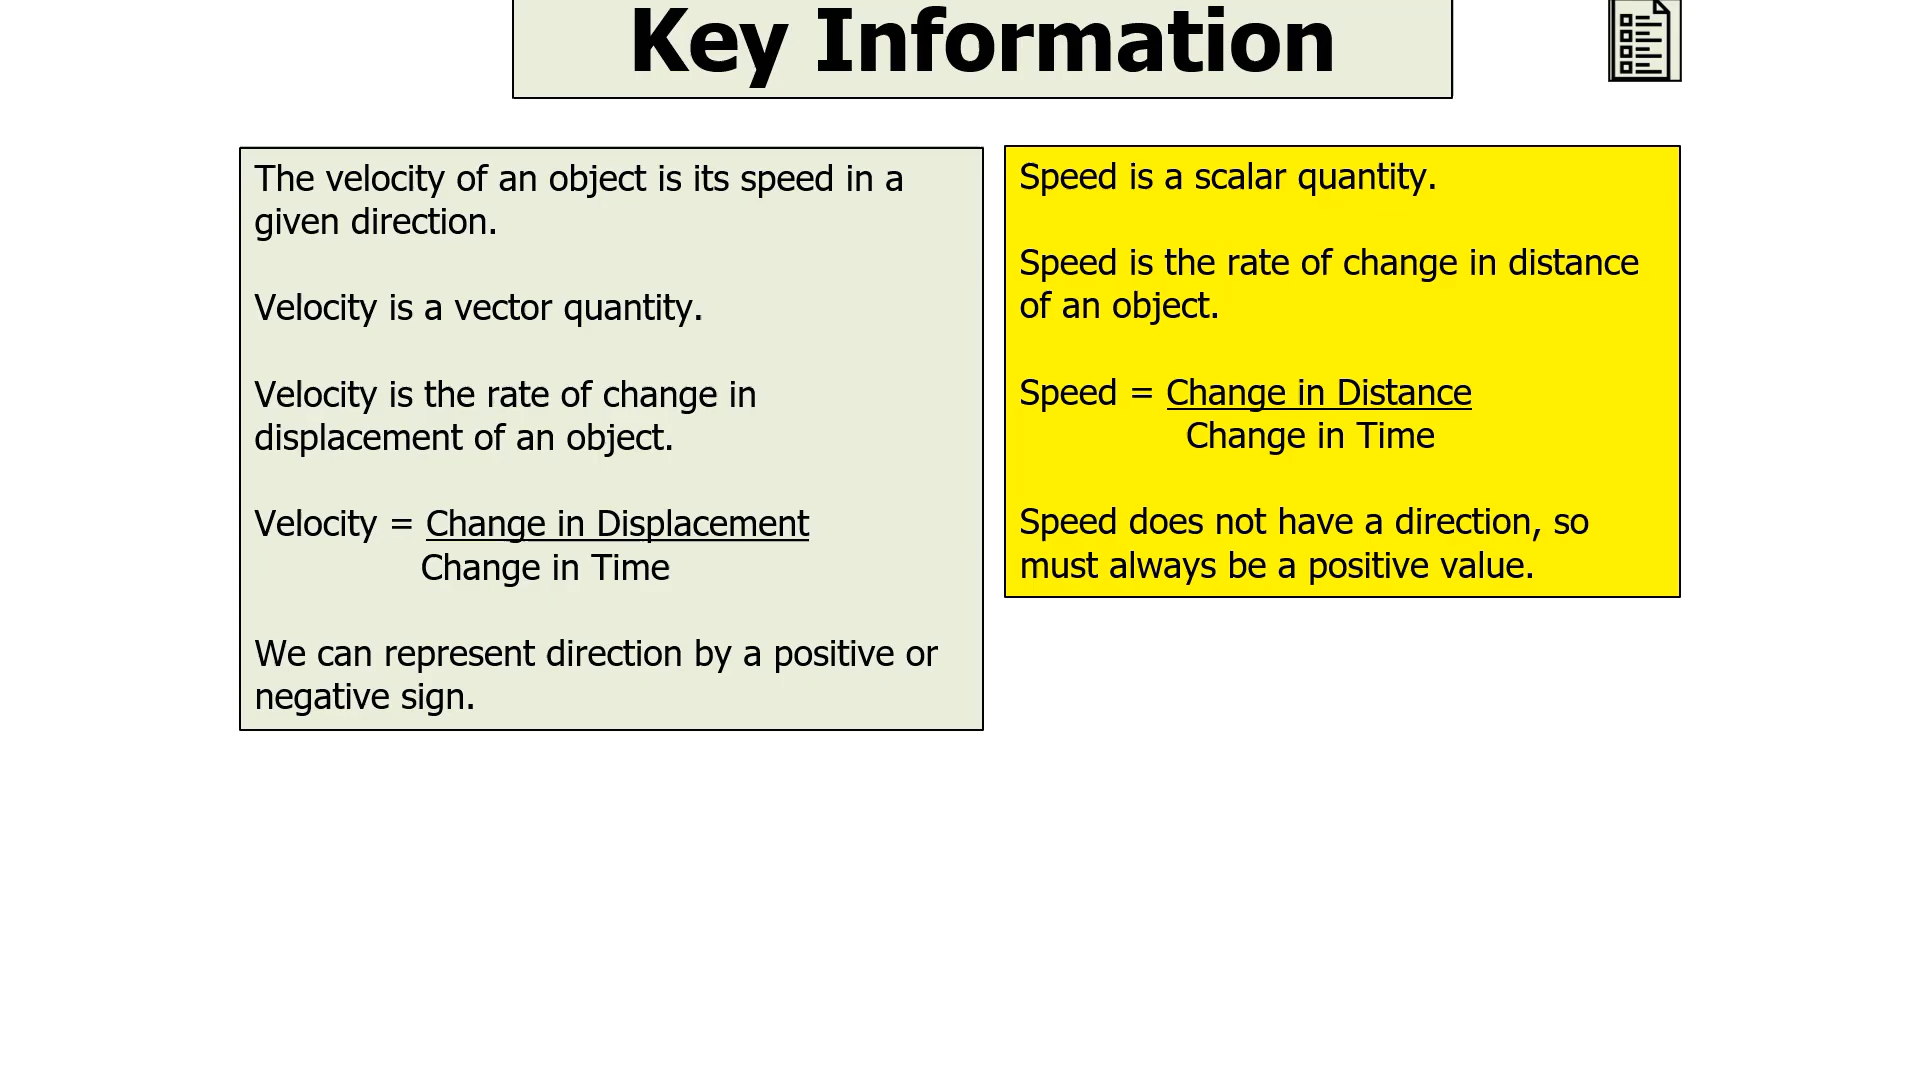 Key Information
The velocity of an object is its speed in a
given direction.
Velocity is a vector quantity.
Velocity is the rate of change in
displacement of an object.
Velocity = Change in Displacement
Change in Time
We can represent direction by a positive or
negative sign.
Speed is a scalar quantity.
Speed is the rate of change in distance
of an object.
Speed = Change in Distance
Change in Time
Speed does not have a direction, so
must always be a positive value.